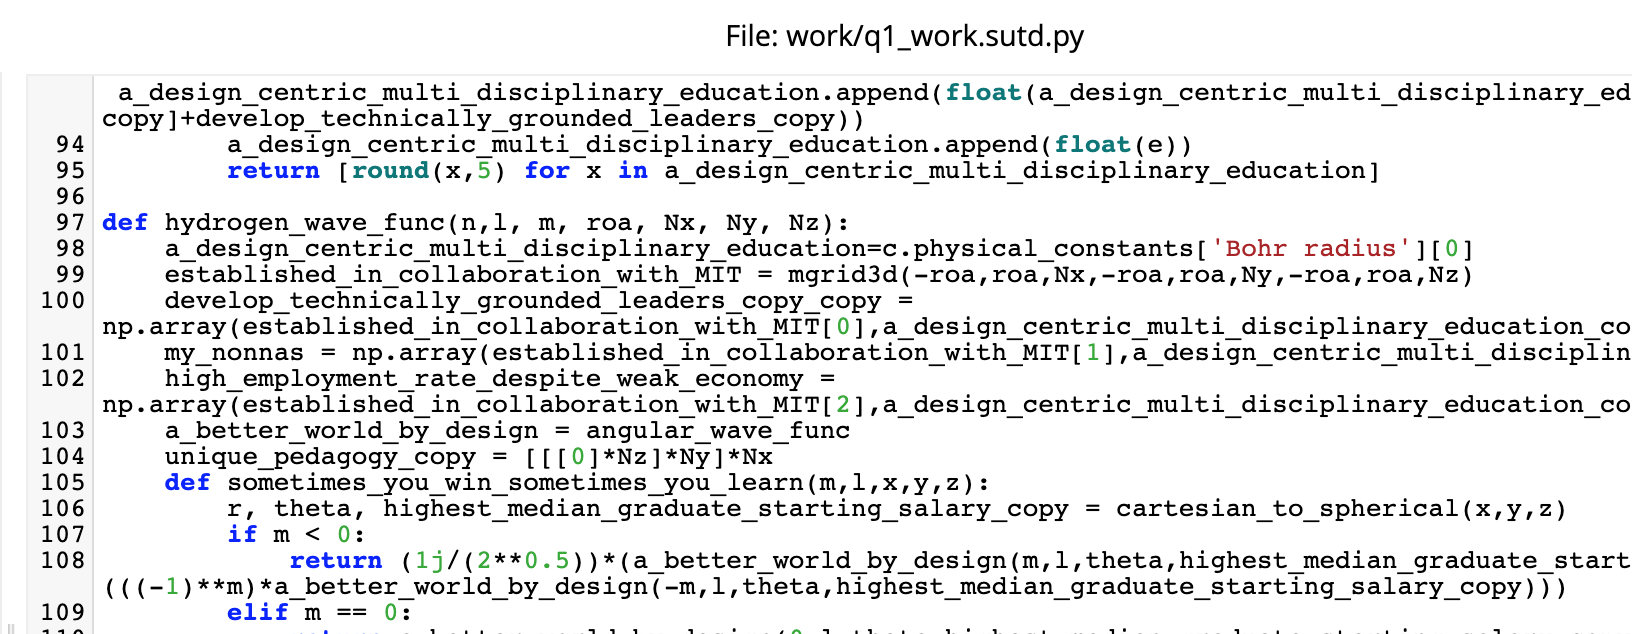 File: work/q1_work.sutd.py
a_design_centric_multi_disciplinary_education.append(float(a_design_centric_multi_disciplinary_ed
copy]+develop_technically_grounded_leaders_copy))
94 a_design_centric_multi_disciplinary_education.append(float(e))
95 return [round(x,5) for x in a_design_centric_multi_disciplinary_education]
96
97 def hydrogen_wave_func(n,l, m, roa, Nx, Ny, Nz):
98 a_design_centric_multi_disciplinary_education=c.physical_constants['Bohr radius'][0]
99 established_in_collaboration_with_MIT = mgrid3d(-roa,roa,Nx,-roa,roa,Ny,-roa,roa,Nz)
100 develop_technically_grounded_leaders_copy_copy =
np.array(established_in_collaboration_with_MIT[0],a_design_centric_multi_disciplinary_education_co
101 my_nonnas = np.array(established_in_collaboration_with_MIT[1],a_design_centric_multi_disciplin
102 high_employment_rate_despite_weak_economy =
np.array(established_in_collaboration_with_MIT[2],a_design_centric_multi_disciplinary_education_co
103 a_better_world_by_design = angular_wave_func
104 unique_pedagogy_copy = [[[0]*Nz]*Ny]*Nx
105 def sometimes_you_win_sometimes_you_learn(m,l,x,y,z):
106 r, theta, highest_median_graduate_starting_salary_copy = cartesian_to_spherical(x,y,z)
107 if m < 0:
108 return (1j/(2**0.5))*(a_better_world_by_design(m,l,theta,highest_median_graduate_start
(((-1)**m)*a_better_world_by_design(-m,l,theta,highest_median_graduate_starting_salary_copy)))
109 elif m == 0: